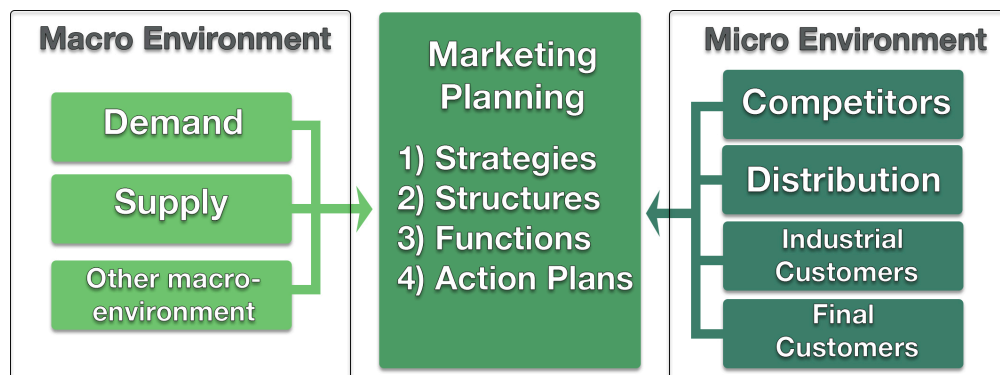 Macro Environment
Demand
Supply
Other macro-
environment
Marketing
Planning
1) Strategies
2) Structures
3) Functions
4) Action Plans
Micro Environment
Competitors
Distribution
Industrial
Customers
Final
Customers